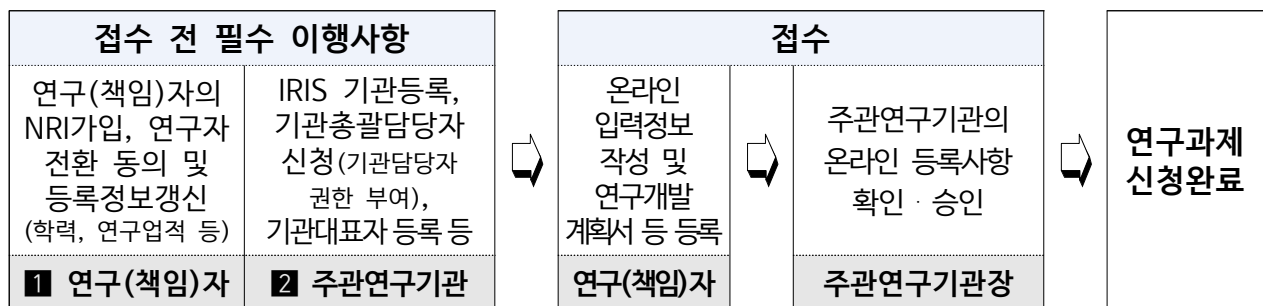 접수 전 필수 이행사항
연구(책임)자의
NRI가입, 연구자
전환 동의 및
등록정보갱신
(학력, 연구업적 등)
1 연구(책임)자
IRIS 기관등록,
기관총괄담당자
신청(기관담당자
권한 부여),
기관대표자 등록 등
2 주관연구기관
접수
온라인
입력정보
작성 및
연구개발
계획서 등 등록
연구(책임)자
주관연구기관의
온라인 등록사항
확인 · 승인
주관연구기관장
연구과제
신청완료